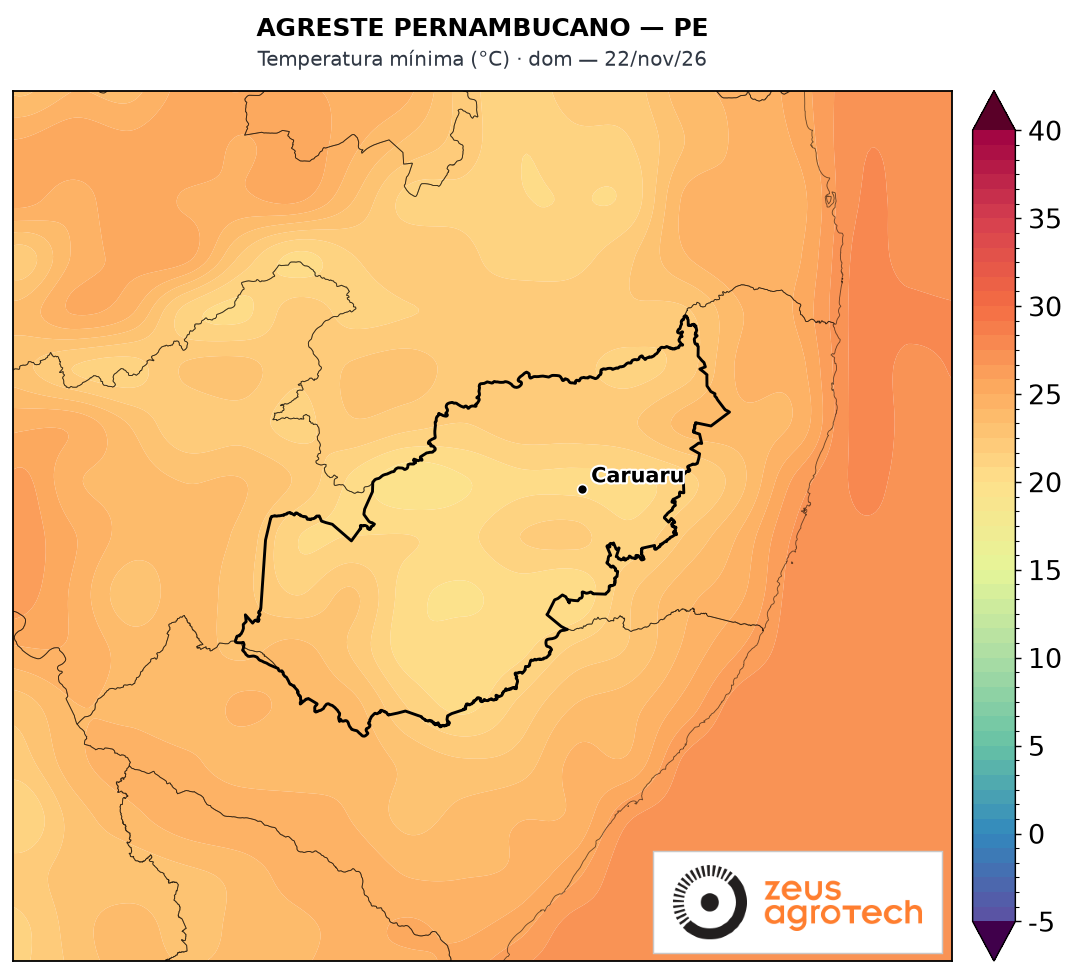 AGRESTE PERNAMBUCANO — PE
Temperatura mínima (°C) · dom — 22/nov/26
40
35
30
25
20
15
10
5
0
-5
Caruaru
zeus
agrotech